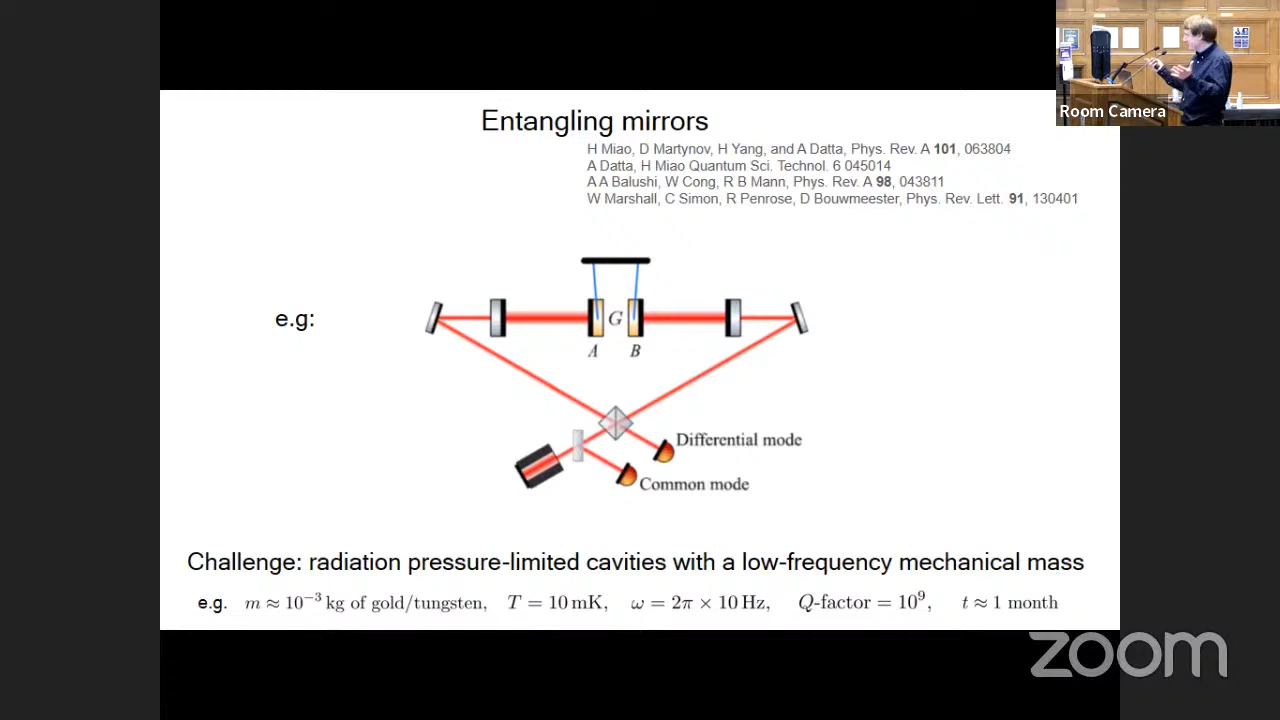 Room Camera
Entangling mirrors
H Miao, D Martynov, H Yang, and A Datta, Phys. Rev. A 101, 063804
A Datta, H Miao Quantum Sci. Technol. 6 045014
A A Balushi, W Cong, R B Mann, Phys. Rev. A 98, 043811
W Marshall, C Simon, R Penrose, D Bouwmeester, Phys. Rev. Lett. 91, 130401
e.g:
G
A B
Differential mode
Common mode
Challenge: radiation pressure-limited cavities with a low-frequency mechanical mass
e.g. m ≈ 10⁻³ kg of gold/tungsten, T = 10 mK, ω = 2π × 10 Hz, Q-factor = 10⁹, t ≈ 1 month
zoom